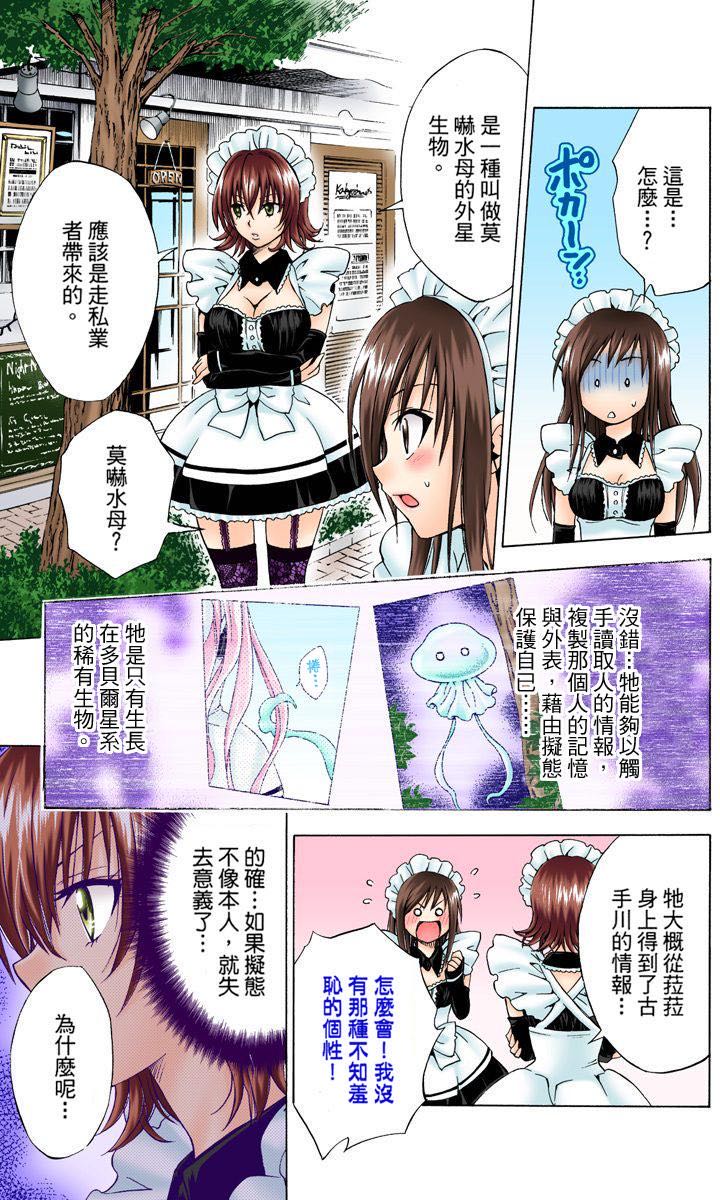 這是…
怎麼…?
ポカーン…
是一種叫做莫
嚇水母的外星
生物。
應該是走私業
者帶來的。
莫嚇水母?
OPEN
沒錯…牠能夠以觸
手讀取人的情報，
複製那個人的記憶
與外表，藉由擬態
保護自己……
捲…
牠是只有生長
在多貝爾星系
的稀有生物。
牠大概從菈菈
身上得到了古
手川的情報…
怎麼會!我沒
有那種不知羞
恥的個性!
的確…如果擬態
不像本人，就失
去意義了…
為什麼呢…